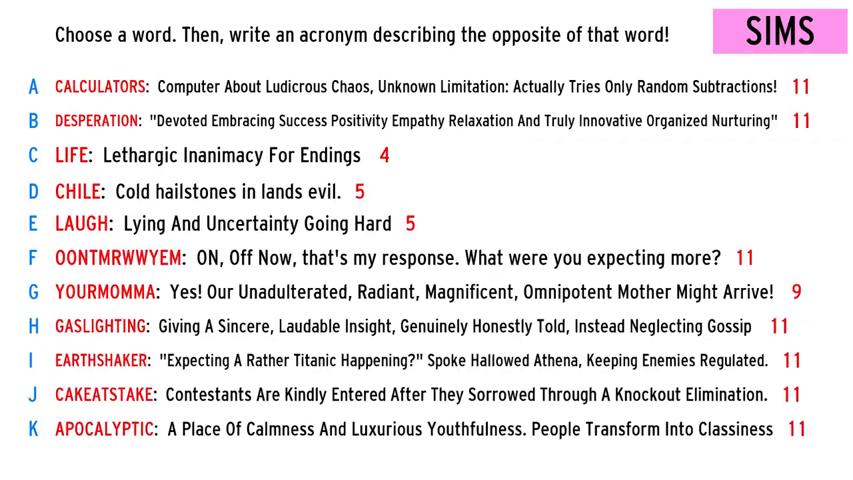 Choose a word. Then, write an acronym describing the opposite of that word!
SIMS
A CALCULATORS: Computer About Ludicrous Chaos, Unknown Limitation: Actually Tries Only Random Subtractions! 11
B DESPERATION: "Devoted Embracing Success Positivity Empathy Relaxation And Truly Innovative Organized Nurturing" 11
C LIFE: Lethargic Inanimacy For Endings 4
D CHILE: Cold hailstones in lands evil. 5
E LAUGH: Lying And Uncertainty Going Hard 5
F OONTMRWWYEM: ON, Off Now, that's my response. What were you expecting more? 11
G YOURMOMMA: Yes! Our Unadulterated, Radiant, Magnificent, Omnipotent Mother Might Arrive! 9
H GASLIGHTING: Giving A Sincere, Laudable Insight, Genuinely Honestly Told, Instead Neglecting Gossip 11
I EARTHSHAKER: "Expecting A Rather Titanic Happening?" Spoke Hallowed Athena, Keeping Enemies Regulated. 11
J CAKEATSTAKE: Contestants Are Kindly Entered After They Sorrowed Through A Knockout Elimination. 11
K APOCALYPTIC: A Place Of Calmness And Luxurious Youthfulness. People Transform Into Classiness 11